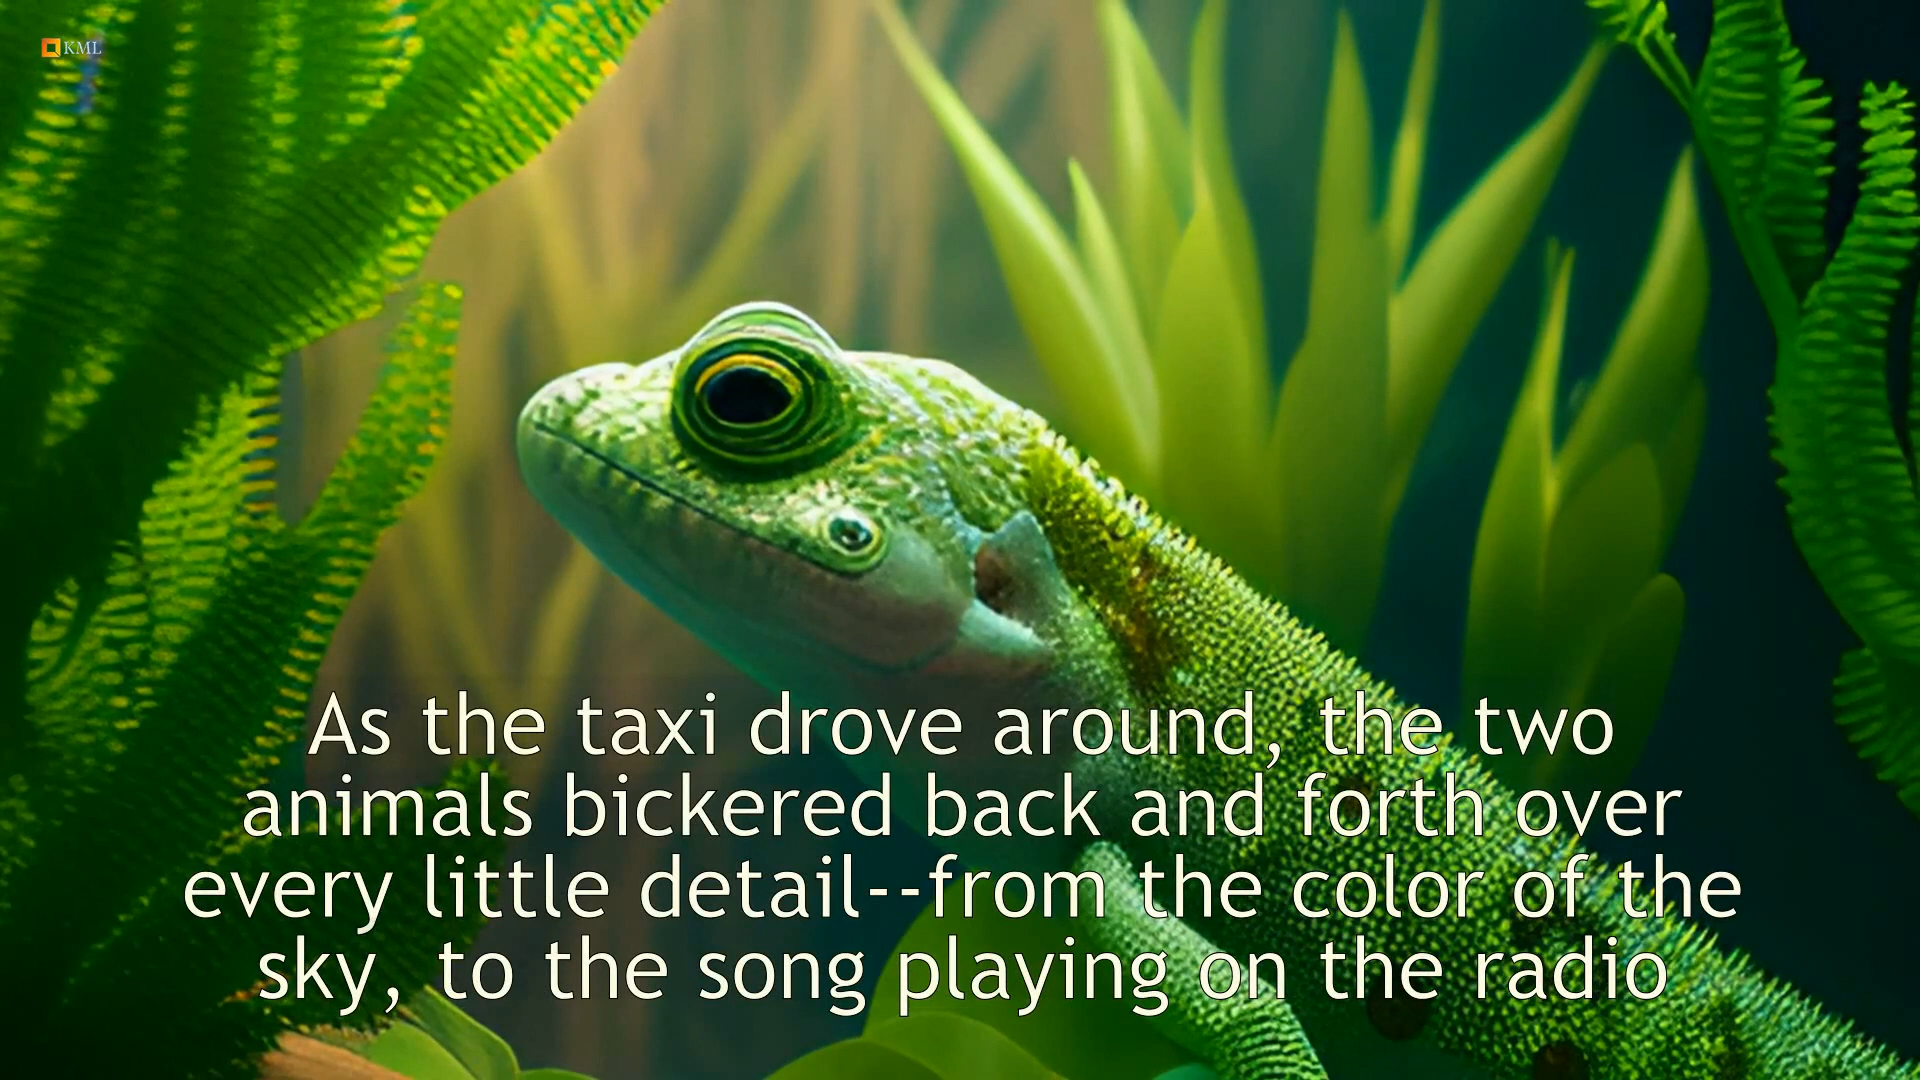 KML
As the taxi drove around, the two
animals bickered back and forth over
every little detail--from the color of the
sky, to the song playing on the radio